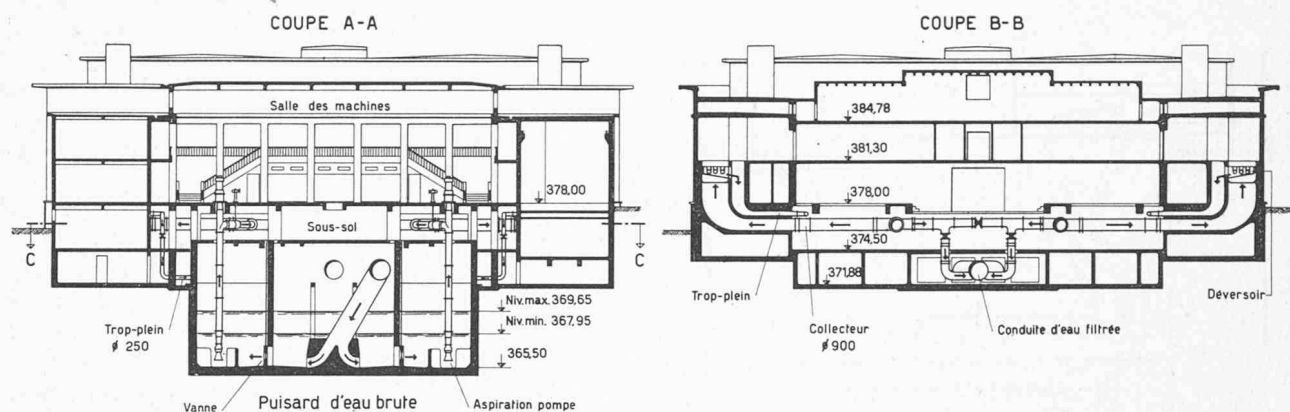 COUPE A-A
Salle des machines
378,00
Sous-sol
C
C
Niv.max. 369,65
Niv.min. 367,95
365,50
Trop-plein
ø 250
Vanne
Puisard d'eau brute
Aspiration pompe
COUPE B-B
384,78
381,30
378,00
374,50
371,88
Trop-plein
Collecteur
ø 900
Conduite d'eau filtrée
Déversoir